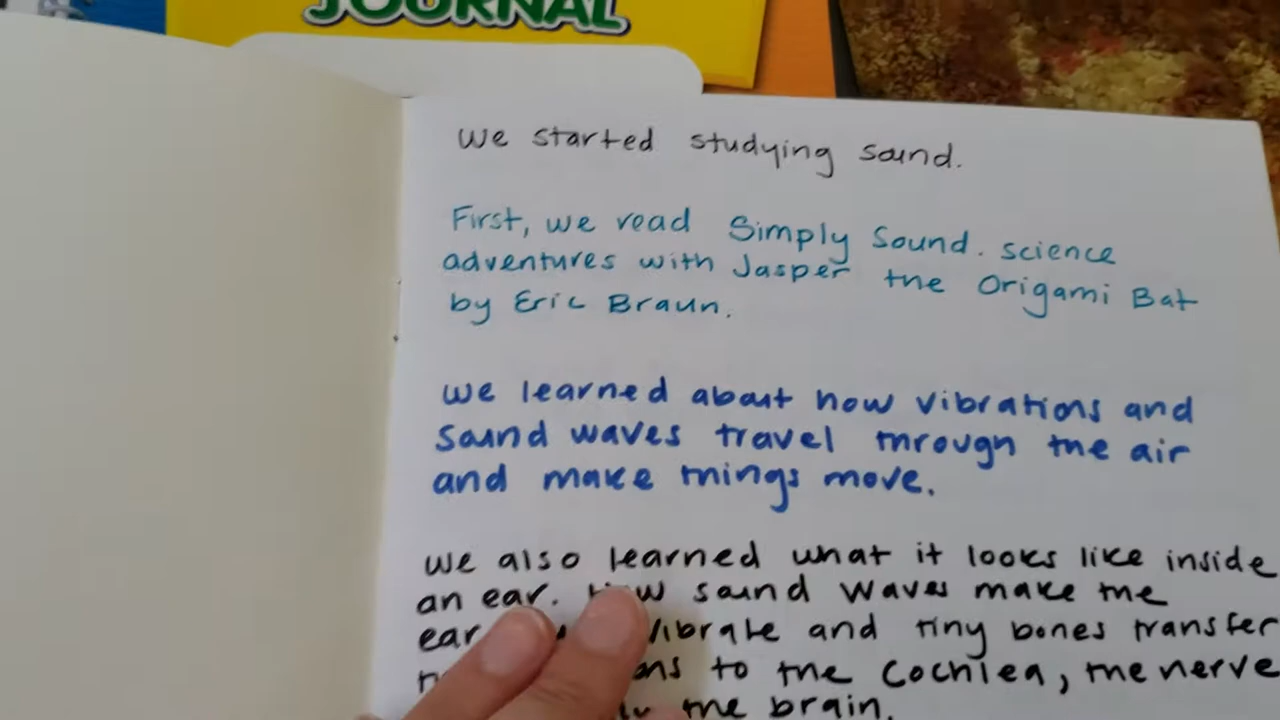 JOURNAL
We started studying sound.
First, we read Simply Sound. science
adventures with Jasper the Origami Bat
by Eric Braun.
we learned about how vibrations and
sound waves travel through the air
and make things move.
we also learned what it looks like inside
an ear. How sound waves make the
ear vibrate and tiny bones transfer
to the Cochlea, the nerve
the brain.